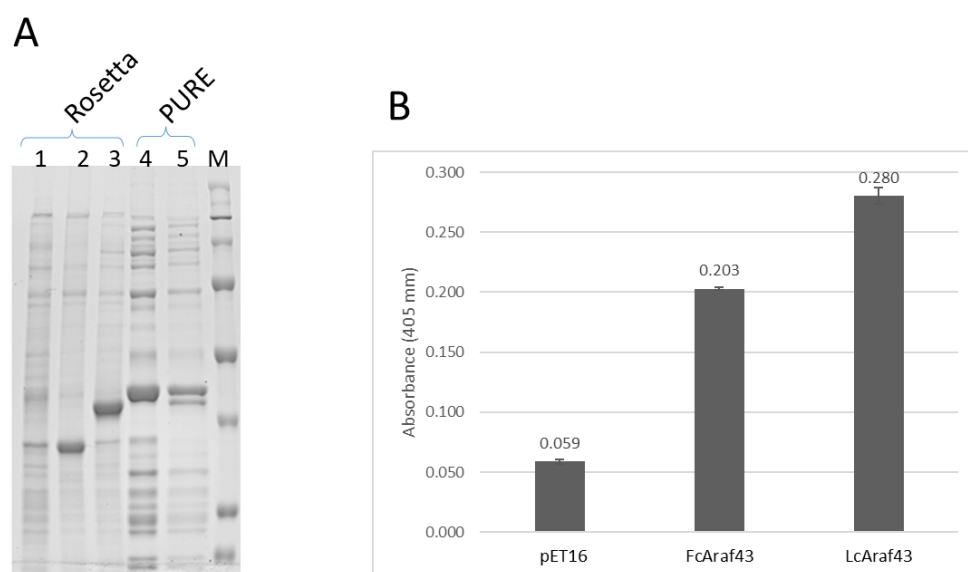 A
Rosetta
PURE
1 2 3 4 5 M
B
Absorbance (405 mm)
0.300
0.250
0.200
0.150
0.100
0.050
0.000
0.059
0.203
0.280
pET16 FcAraf43 LcAraf43